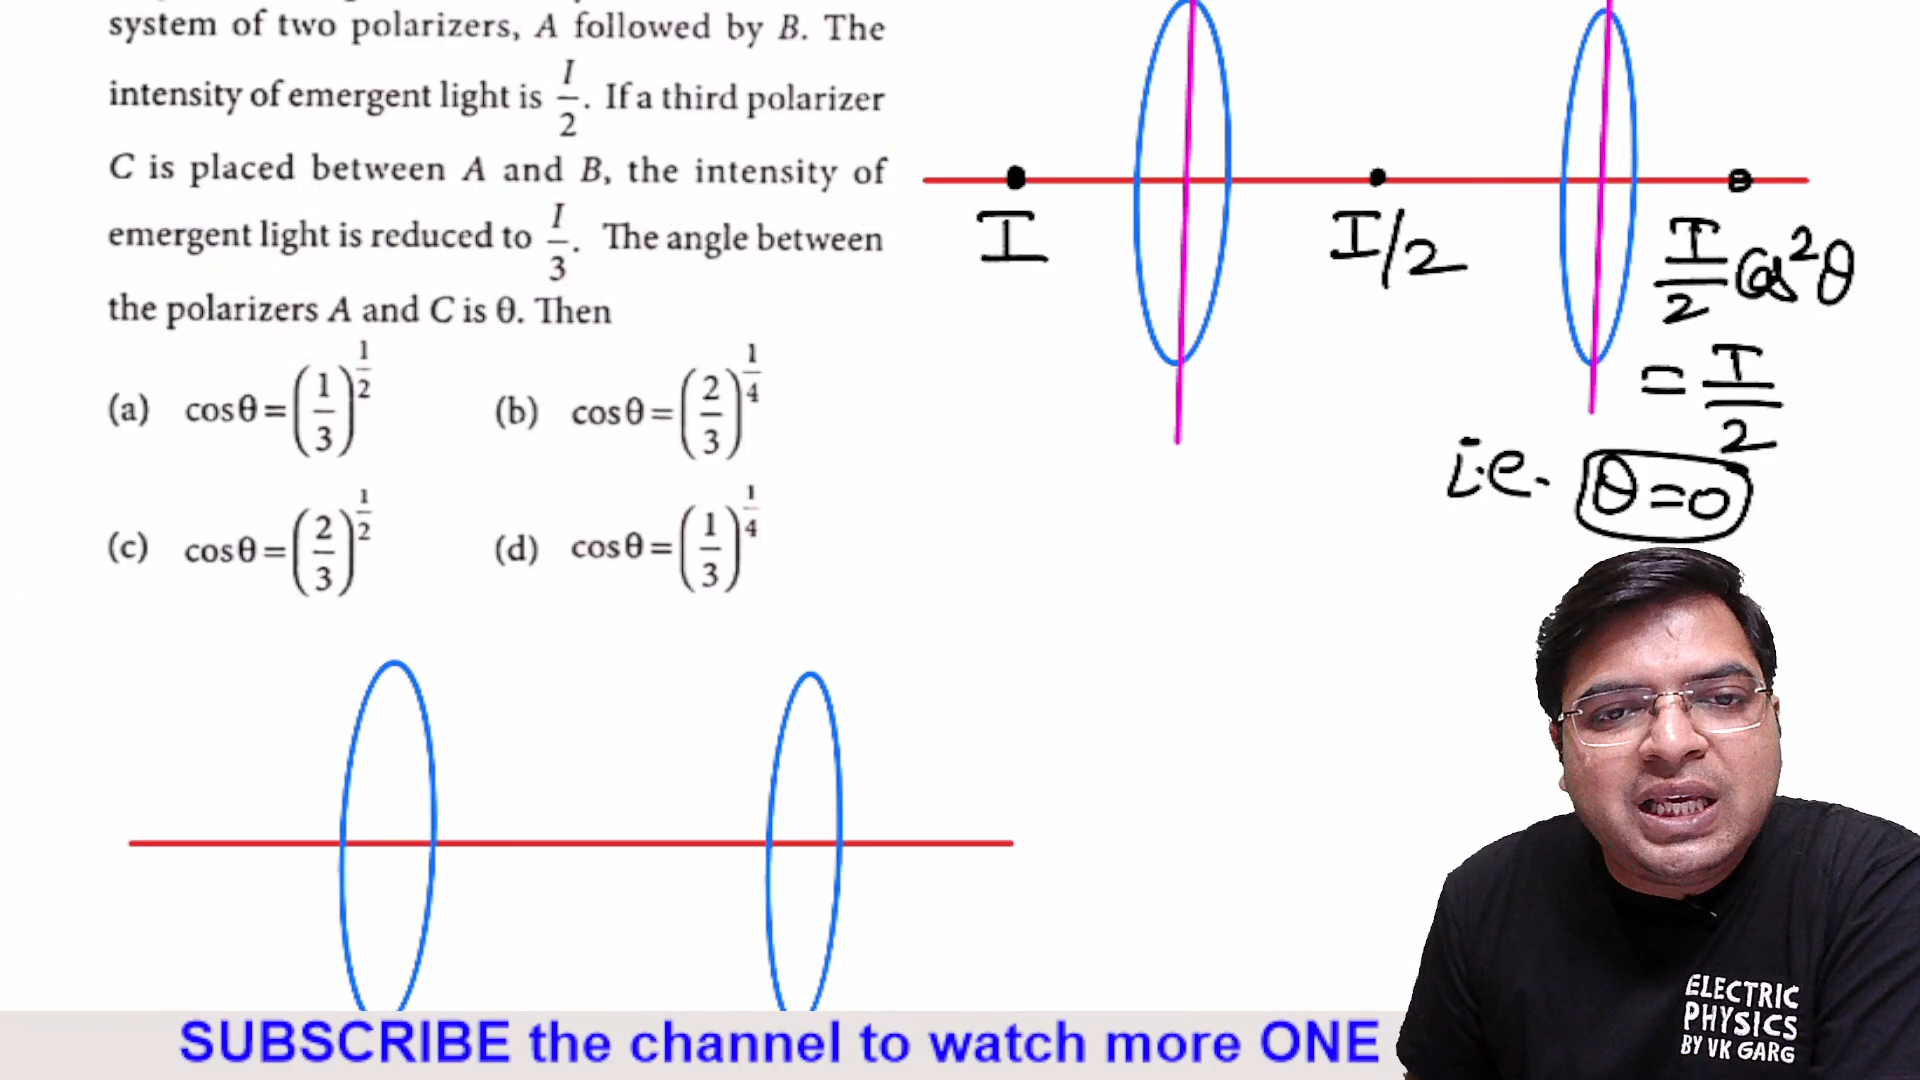 system of two polarizers, A followed by B. The
intensity of emergent light is I/2. If a third polarizer
C is placed between A and B, the intensity of
emergent light is reduced to I/3. The angle between
the polarizers A and C is θ. Then
(a) cosθ=(1/3)^1/2 (b) cosθ=(2/3)^1/4
(c) cosθ=(2/3)^1/2 (d) cosθ=(1/3)^1/4
I
I/2
I/2 Cos²θ
= I/2
i.e. θ=0
ELECTRIC
PHYSICS
BY VK GARG
SUBSCRIBE the channel to watch more ONE